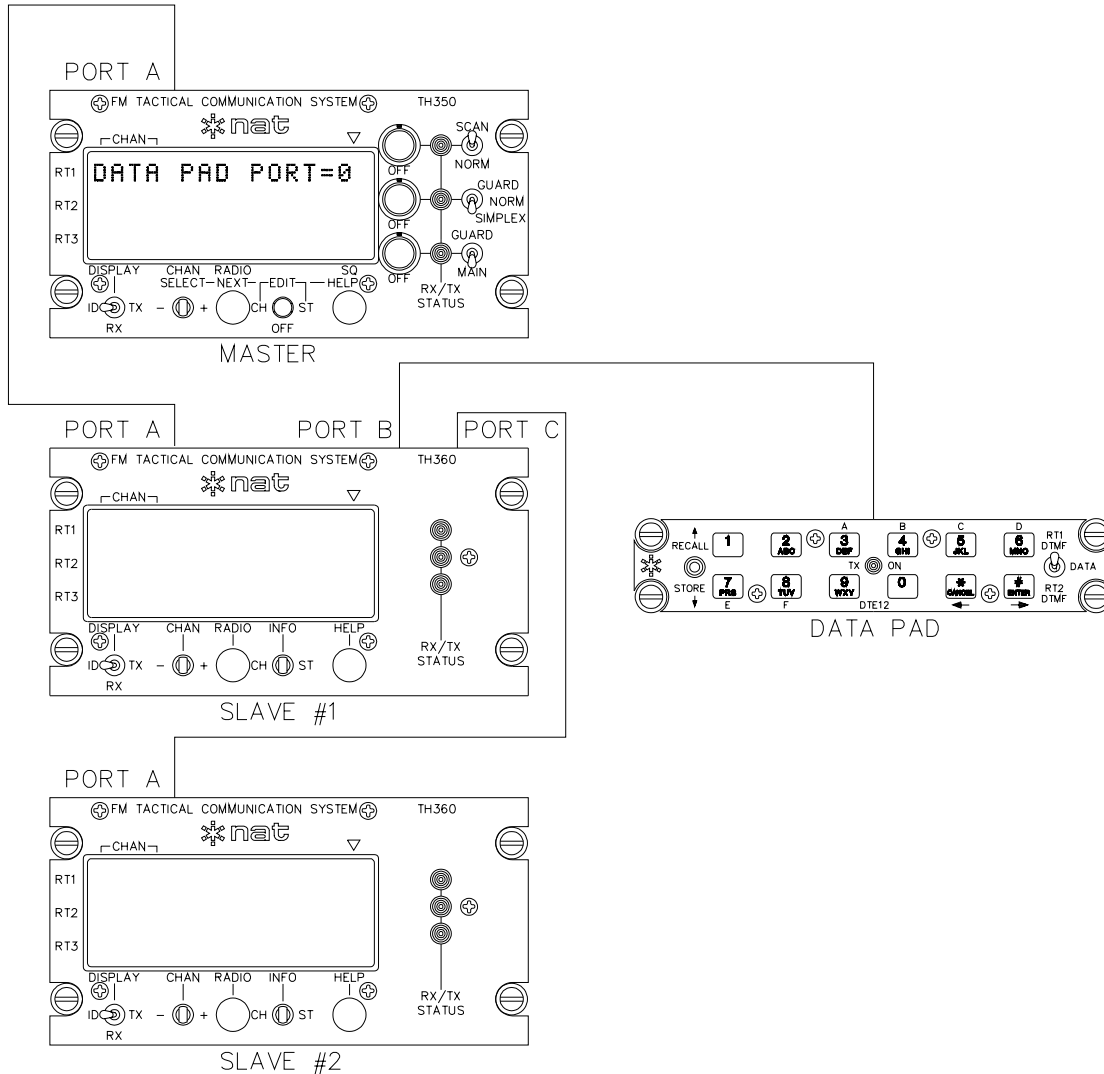 PORT A
FM TACTICAL COMMUNICATION SYSTEM TH350
nat
CHAN
SCAN
NORM
RT1 DATA PAD PORT=0 OFF
GUARD
NORM
SIMPLEX
RT2
OFF
GUARD
MAIN
RT3
OFF
DISPLAY CHAN RADIO SQ
SELECT NEXT EDIT HELP
RX/TX
STATUS
ID TX - + CH ST
RX OFF
MASTER
PORT A PORT B PORT C
FM TACTICAL COMMUNICATION SYSTEM TH360
nat
CHAN
RT1
RT2
RT3
DISPLAY CHAN RADIO INFO HELP
RX/TX
STATUS
ID TX - + CH ST
RX
SLAVE #1
A B C D
RECALL 1 2 ABC 3 DEF 4 GHI 5 JKL 6 MNO RT1 DTMF
TX ON DATA
STORE 7 PRS 8 TUV 9 WXY 0 * CANCEL # ENTER RT2 DTMF
E F DTE12
DATA PAD
PORT A
FM TACTICAL COMMUNICATION SYSTEM TH360
nat
CHAN
RT1
RT2
RT3
DISPLAY CHAN RADIO INFO HELP
RX/TX
STATUS
ID TX - + CH ST
RX
SLAVE #2